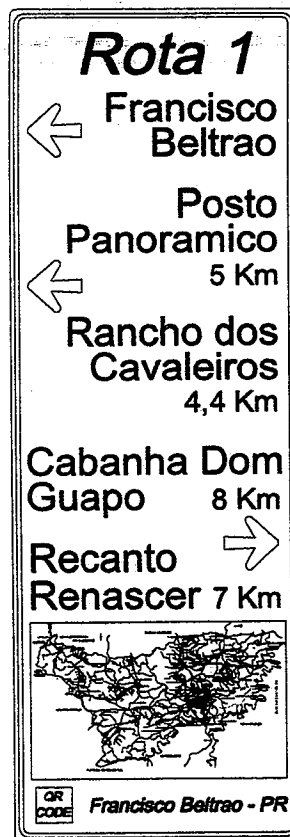 Rota 1
Francisco
Beltrao
Posto
Panoramico
5 Km
Rancho dos
Cavaleiros
4,4 Km
Cabanha Dom
Guapo 8 Km
Recanto
Renascer 7 Km
QR
CODE
Francisco Beltrao - PR